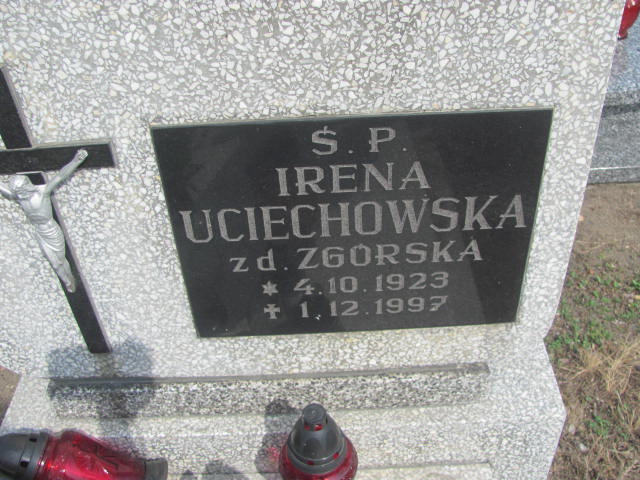 Ś. P.
IRENA
UCIECHOWSKA
zd. ZGÓRSKA
* 4.10.1923
✝ 1.12.1997